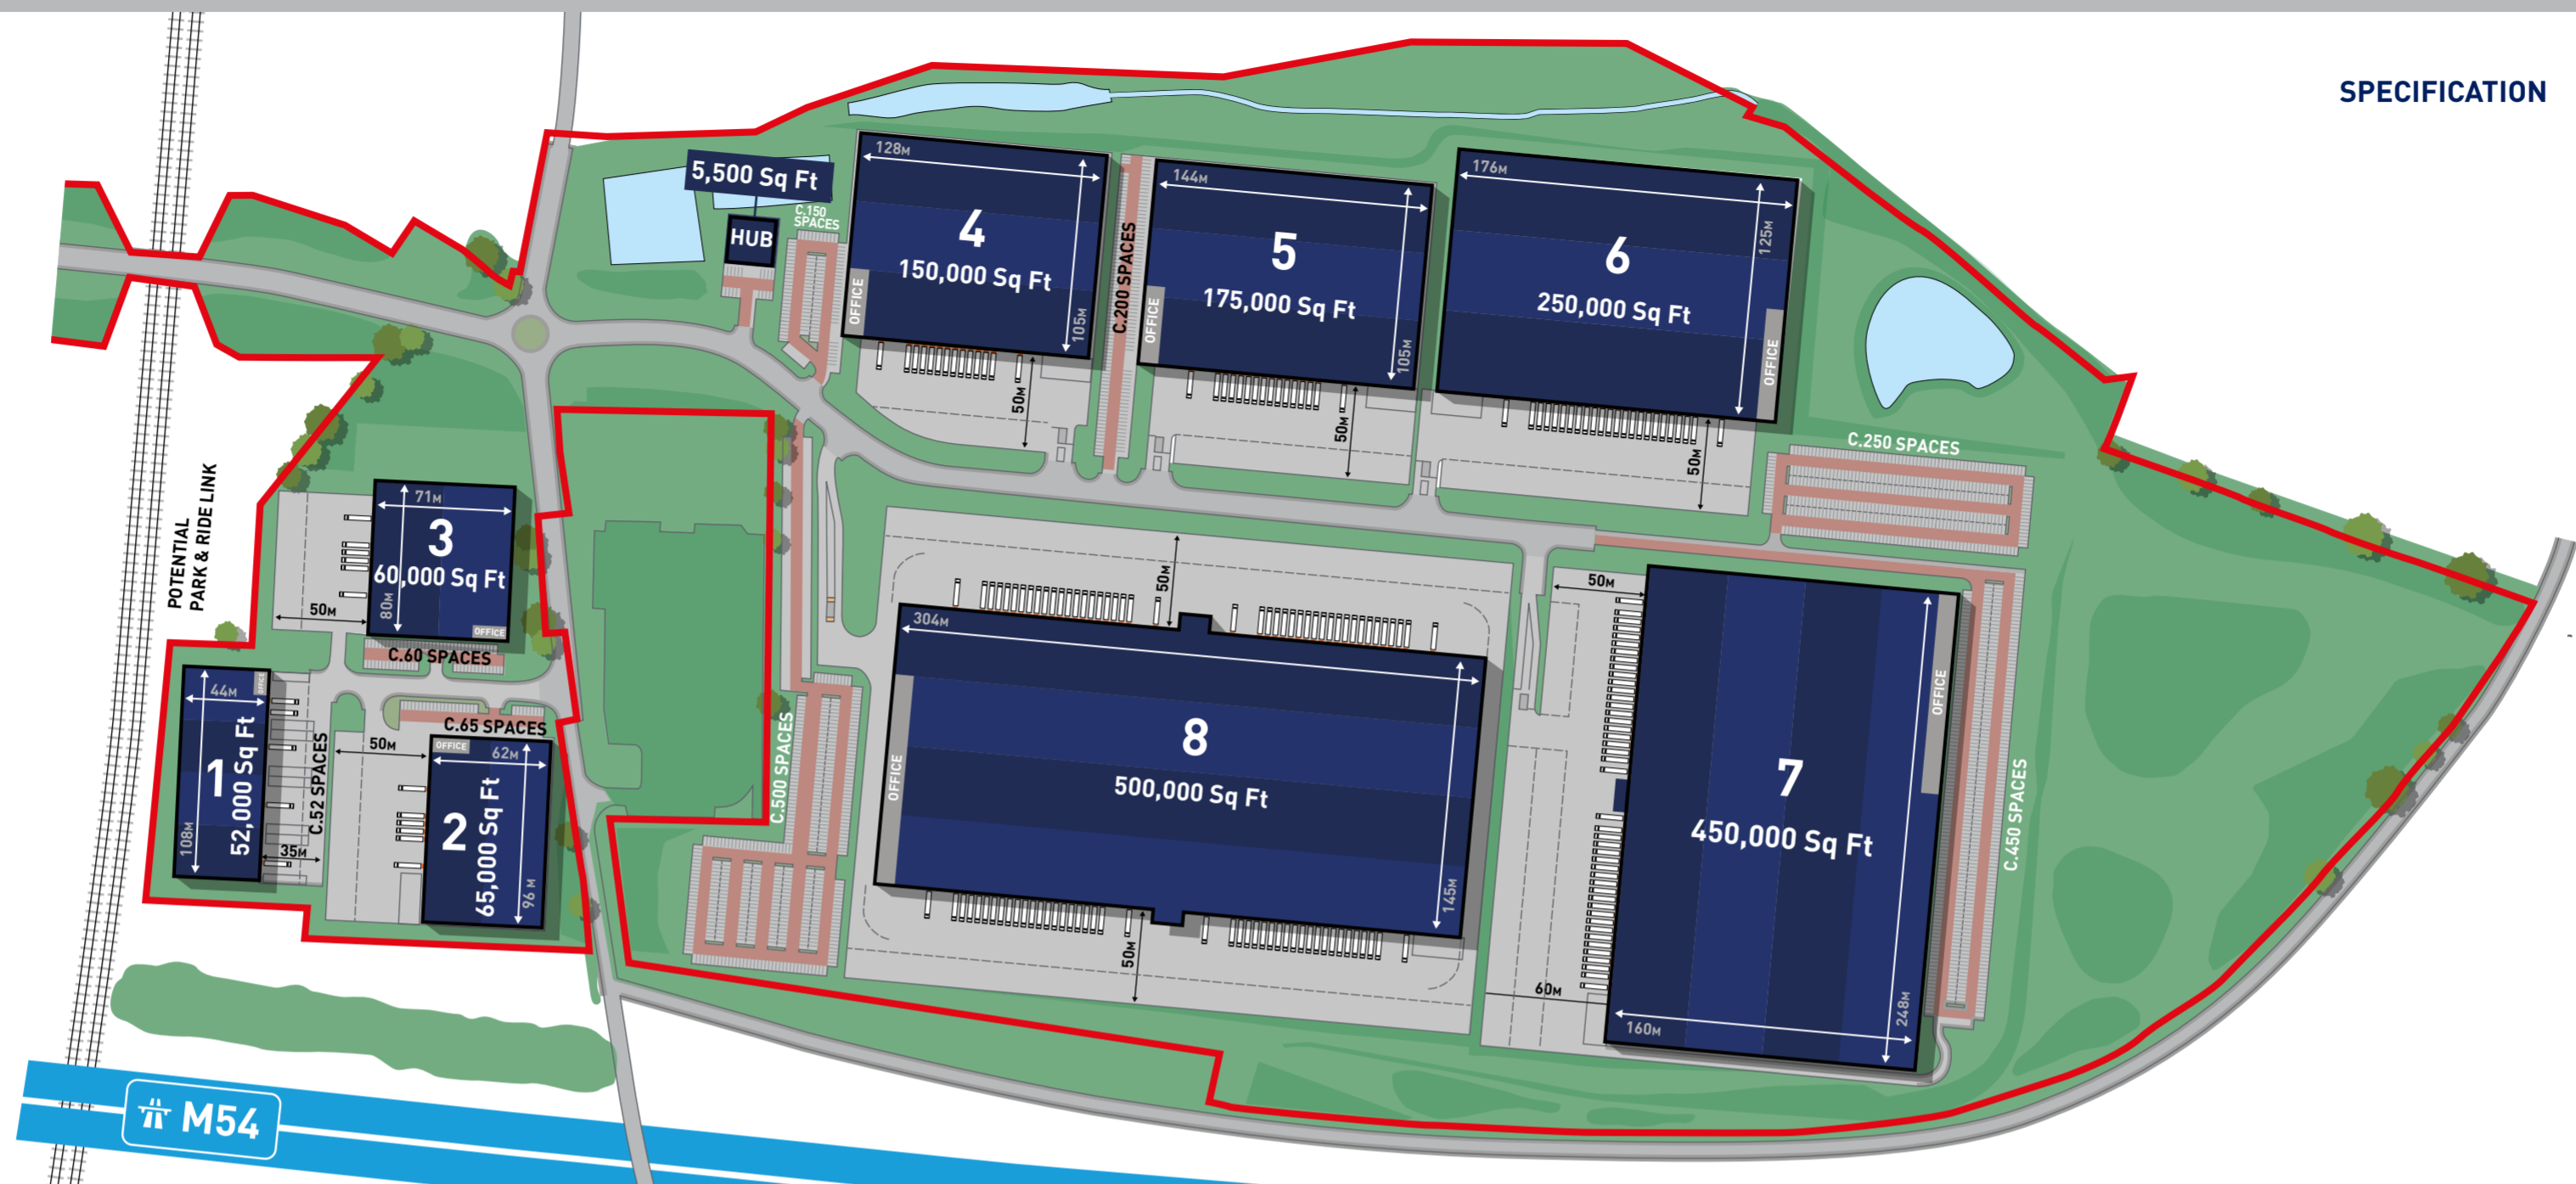 SPECIFICATION
5,500 Sq Ft
HUB
C.150
SPACES
128M
4
150,000 Sq Ft
105M
OFFICE
50M
C.200 SPACES
144M
5
175,000 Sq Ft
105M
OFFICE
50M
176M
6
250,000 Sq Ft
125M
OFFICE
50M
C.250 SPACES
POTENTIAL
PARK & RIDE LINK
71M
3
60,000 Sq Ft
80M
OFFICE
50M
C.60 SPACES
44M
OFFICE
1
52,000 Sq Ft
108M
35M
C.52 SPACES
C.65 SPACES
50M
OFFICE
62M
2
65,000 Sq Ft
96 M
C.500 SPACES
50M
304M
8
500,000 Sq Ft
145M
OFFICE
50M
50M
7
450,000 Sq Ft
OFFICE
60M
160M
248M
C.450 SPACES
M54